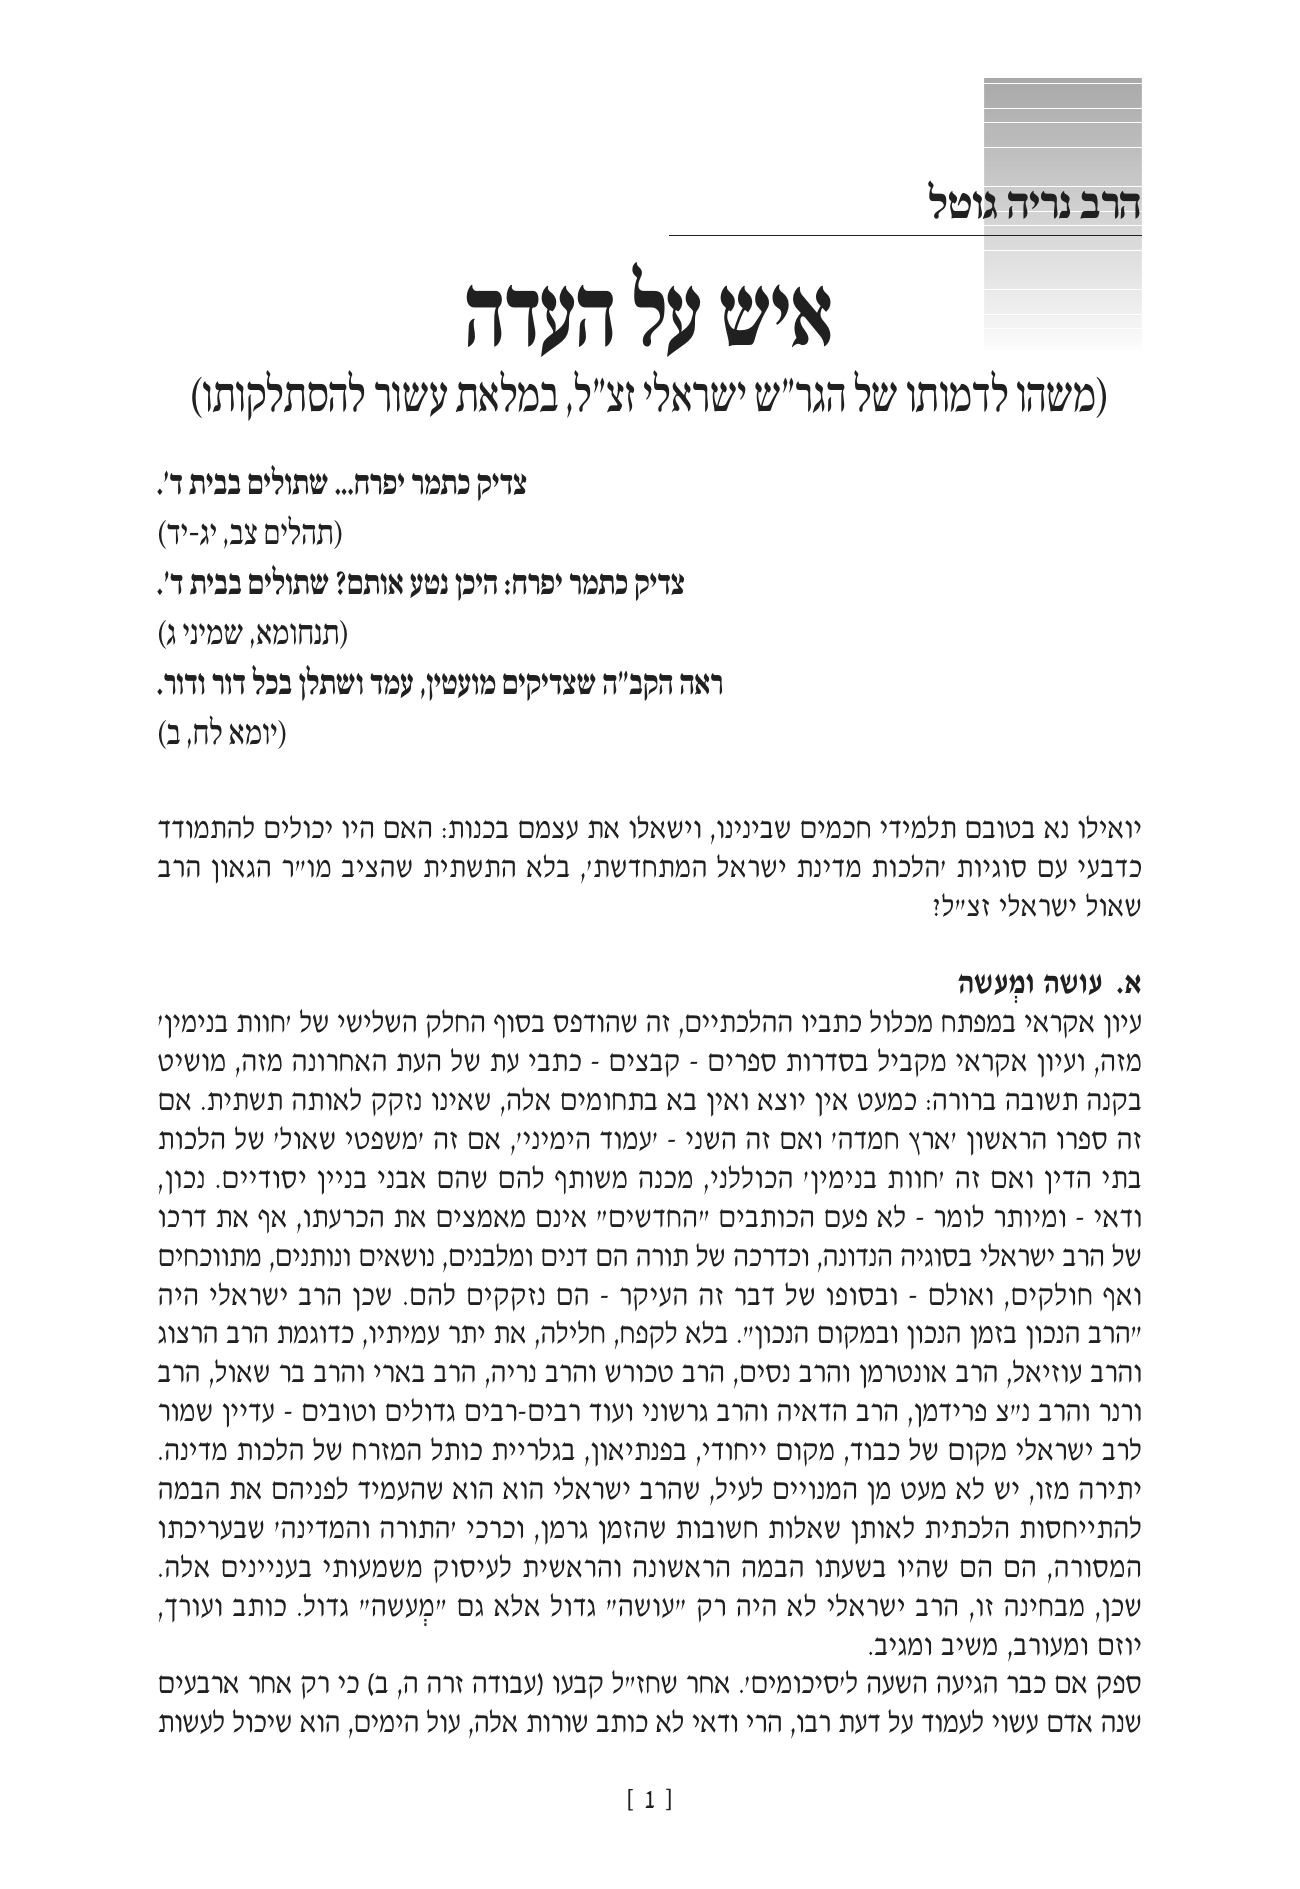 הרב נריה גוטל
איש על העדה
(משהו לדמותו של הגר"ש ישראלי זצ"ל, במלאת עשור להסתלקותו)
צדיק כתמר יפרח... שתולים בבית ד'.
(תהלים צב, יג-יד)
צדיק כתמר יפרח: היכן נטע אותם? שתולים בבית ד'.
(תנחומא, שמיני ג)
ראה הקב"ה שצדיקים מועטין, עמד ושתלן בכל דור ודור.
(יומא לח, ב)
יואילו נא בטובם תלמידי חכמים שבינינו, וישאלו את עצמם בכנות: האם היו יכולים להתמודד
כדבעי עם סוגיות 'הלכות מדינת ישראל המתחדשת', בלא התשתית שהציב מו"ר הגאון הרב
שאול ישראלי זצ"ל?
א. עושה ומְעשה
עיון אקראי במפתח מכלול כתביו ההלכתיים, זה שהודפס בסוף החלק השלישי של 'חוות בנימין'
מזה, ועיון אקראי מקביל בסדרות ספרים - קבצים - כתבי עת של העת האחרונה מזה, מושיט
בקנה תשובה ברורה: כמעט אין יוצא ואין בא בתחומים אלה, שאינו נזקק לאותה תשתית. אם
זה ספרו הראשון 'ארץ חמדה' ואם זה השני - 'עמוד הימיני', אם זה 'משפטי שאול' של הלכות
בתי הדין ואם זה 'חוות בנימין' הכוללני, מכנה משותף להם שהם אבני בניין יסודיים. נכון,
ודאי - ומיותר לומר - לא פעם הכותבים "החדשים" אינם מאמצים את הכרעתו, אף את דרכו
של הרב ישראלי בסוגיה הנדונה, וכדרכה של תורה הם דנים ומלבנים, נושאים ונותנים, מתווכחים
ואף חולקים, ואולם - ובסופו של דבר זה העיקר - הם נזקקים להם. שכן הרב ישראלי היה
"הרב הנכון בזמן הנכון ובמקום הנכון". בלא לקפח, חלילה, את יתר עמיתיו, כדוגמת הרב הרצוג
והרב עוזיאל, הרב אונטרמן והרב נסים, הרב טכורש והרב נריה, הרב בארי והרב בר שאול, הרב
ורנר והרב נ"צ פרידמן, הרב הדאיה והרב גרשוני ועוד רבים-רבים גדולים וטובים - עדיין שמור
לרב ישראלי מקום של כבוד, מקום ייחודי, בפנתיאון, בגלריית כותל המזרח של הלכות מדינה.
יתירה מזו, יש לא מעט מן המנויים לעיל, שהרב ישראלי הוא הוא שהעמיד לפניהם את הבמה
להתייחסות הלכתית לאותן שאלות חשובות שהזמן גרמן, וכרכי 'התורה והמדינה' שבעריכתו
המסורה, הם הם שהיו בשעתו הבמה הראשונה והראשית לעיסוק משמעותי בעניינים אלה.
שכן, מבחינה זו, הרב ישראלי לא היה רק "עושה" גדול אלא גם "מְעשה" גדול. כותב ועורך,
יוזם ומעורב, משיב ומגיב.
ספק אם כבר הגיעה השעה ל'סיכומים'. אחר שחז"ל קבעו (עבודה זרה ה, ב) כי רק אחר ארבעים
שנה אדם עשוי לעמוד על דעת רבו, הרי ודאי לא כותב שורות אלה, עול הימים, הוא שיכול לעשות
[ 1 ]